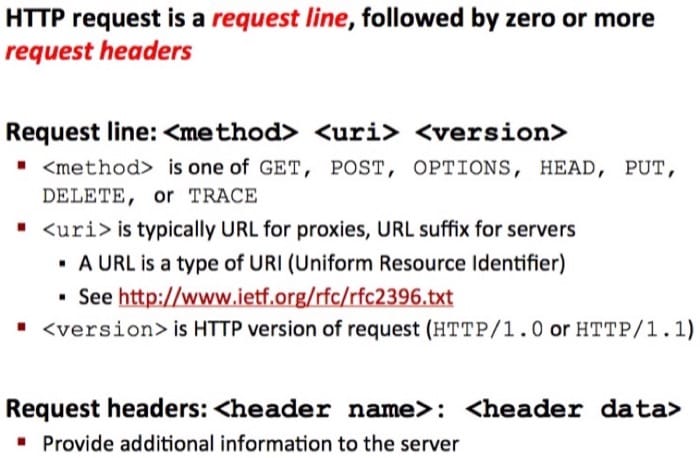 HTTP request is a request line, followed by zero or more
request headers
Request line: <method> <uri> <version>
▪ <method> is one of GET, POST, OPTIONS, HEAD, PUT,
DELETE, or TRACE
▪ <uri> is typically URL for proxies, URL suffix for servers
▪ A URL is a type of URI (Uniform Resource Identifier)
▪ See http://www.ietf.org/rfc/rfc2396.txt
▪ <version> is HTTP version of request (HTTP/1.0 or HTTP/1.1)
Request headers: <header name>: <header data>
▪ Provide additional information to the server